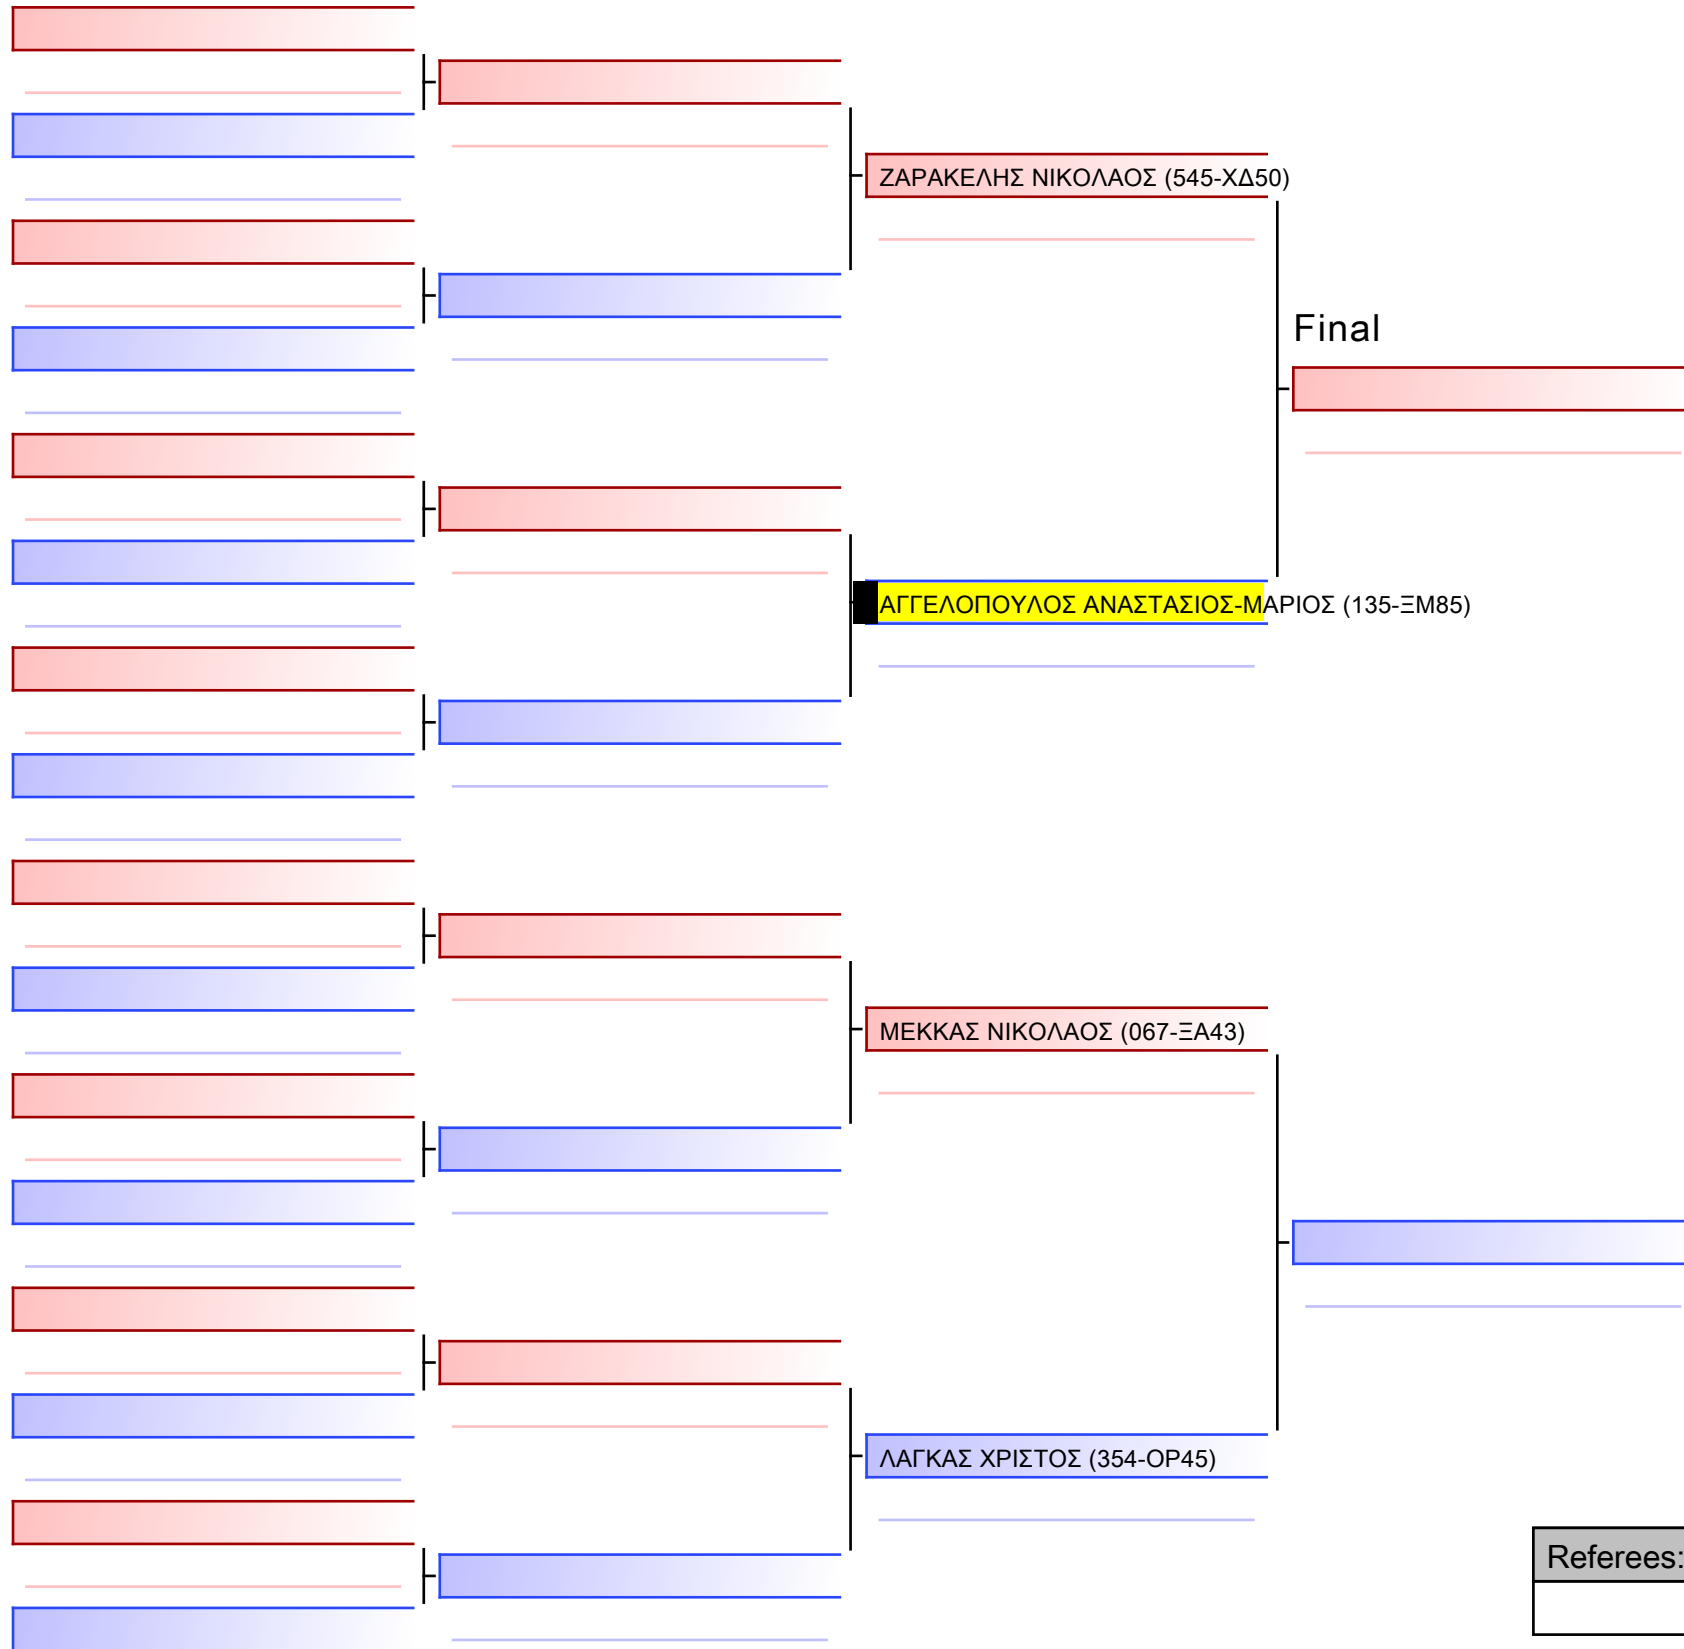 ΖΑΡΑΚΕΛΗΣ ΝΙΚΟΛΑΟΣ (545-ΧΔ50)
Final
ΑΓΓΕΛΟΠΟΥΛΟΣ ΑΝΑΣΤΑΣΙΟΣ-ΜΑΡΙΟΣ (135-ΞΜ85)
ΜΕΚΚΑΣ ΝΙΚΟΛΑΟΣ (067-ΞΑ43)
ΛΑΓΚΑΣ ΧΡΙΣΤΟΣ (354-ΟΡ45)
Referees: